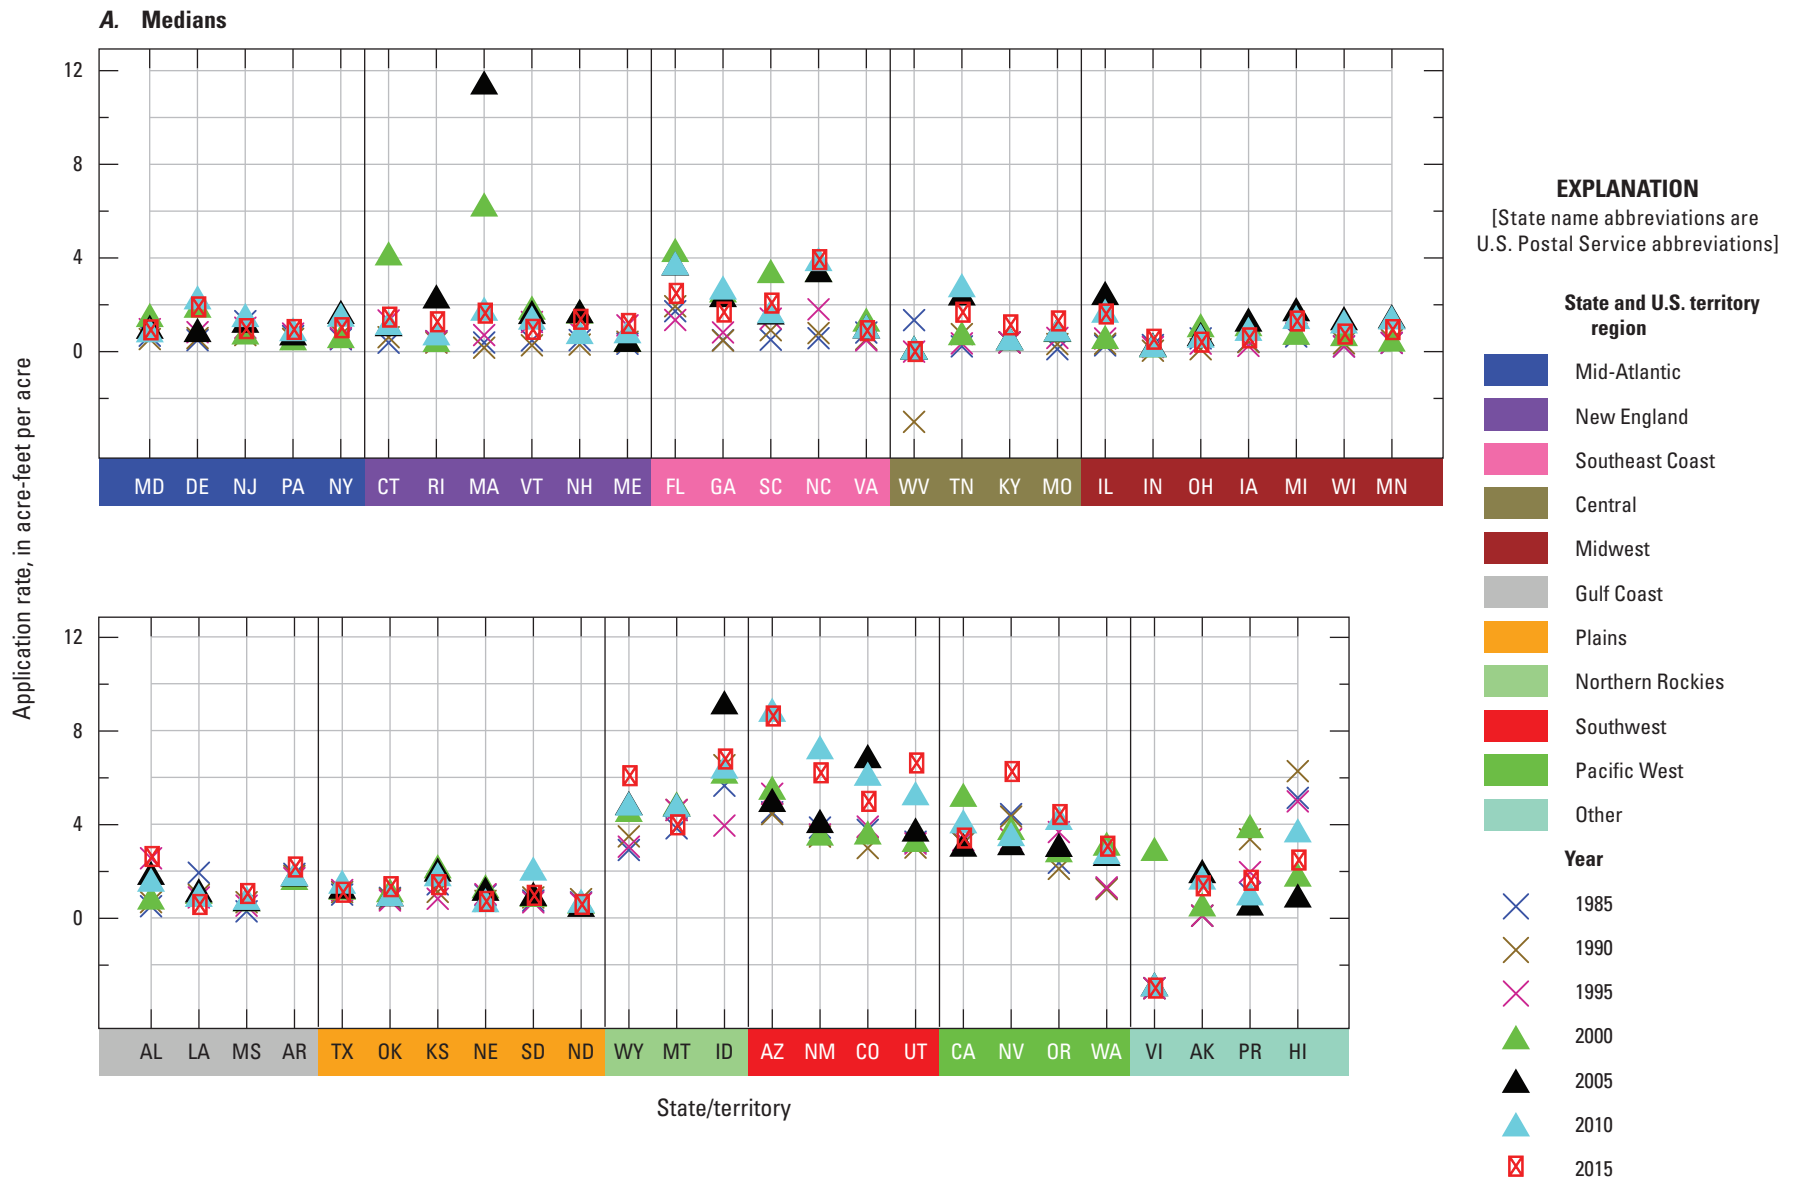 A. Medians
12
8
4
0
MD DE NJ PA NY CT RI MA VT NH ME FL GA SC NC VA WV TN KY MO IL IN OH IA MI WI MN
Application rate, in acre-feet per acre
12
8
4
0
AL LA MS AR TX OK KS NE SD ND WY MT ID AZ NM CO UT CA NV OR WA VI AK PR HI
State/territory
EXPLANATION
[State name abbreviations are
U.S. Postal Service abbreviations]
State and U.S. territory
region
Mid-Atlantic
New England
Southeast Coast
Central
Midwest
Gulf Coast
Plains
Northern Rockies
Southwest
Pacific West
Other
Year
1985
1990
1995
2000
2005
2010
2015